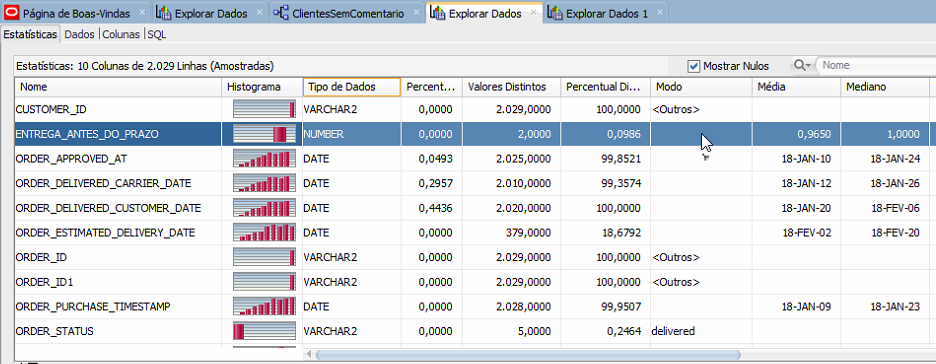 Página de Boas-Vindas Explorar Dados ClientesSemComentario Explorar Dados Explorar Dados 1
Estatísticas Dados Colunas SQL
Estatísticas: 10 Colunas de 2.029 Linhas (Amostradas) Mostrar Nulos Nome
Nome Histograma Tipo de Dados Percent... Valores Distintos Percentual Di... Modo Média Mediano
CUSTOMER_ID VARCHAR2 0,0000 2.029,0000 100,0000 <Outros>
ENTREGA_ANTES_DO_PRAZO NUMBER 0,0000 2,0000 0,0986 0,9650 1,0000
ORDER_APPROVED_AT DATE 0,0493 2.025,0000 99,8521 18-JAN-10 18-JAN-24
ORDER_DELIVERED_CARRIER_DATE DATE 0,2957 2.010,0000 99,3574 18-JAN-12 18-JAN-26
ORDER_DELIVERED_CUSTOMER_DATE DATE 0,4436 2.020,0000 100,0000 18-JAN-20 18-FEV-06
ORDER_ESTIMATED_DELIVERY_DATE DATE 0,0000 379,0000 18,6792 18-FEV-02 18-FEV-20
ORDER_ID VARCHAR2 0,0000 2.029,0000 100,0000 <Outros>
ORDER_ID1 VARCHAR2 0,0000 2.029,0000 100,0000 <Outros>
ORDER_PURCHASE_TIMESTAMP DATE 0,0000 2.028,0000 99,9507 18-JAN-09 18-JAN-23
ORDER_STATUS VARCHAR2 0,0000 5,0000 0,2464 delivered